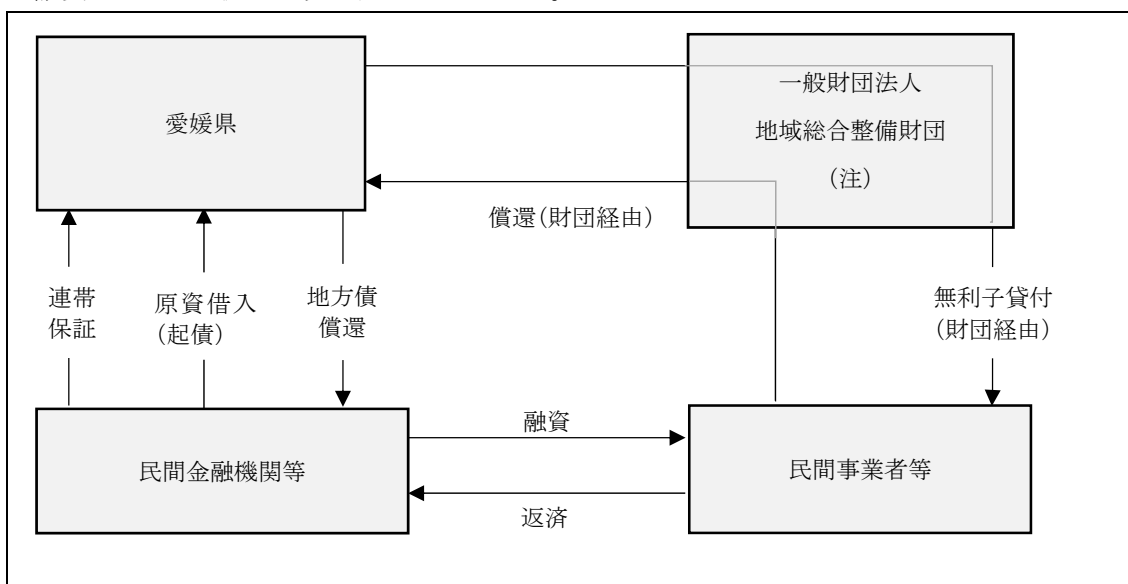 愛媛県
一般財団法人
地域総合整備財団
（注）
償還（財団経由）
連帯
保証
原資借入
（起債）
地方債
償還
無利子貸付
（財団経由）
融資
民間金融機関等
民間事業者等
返済